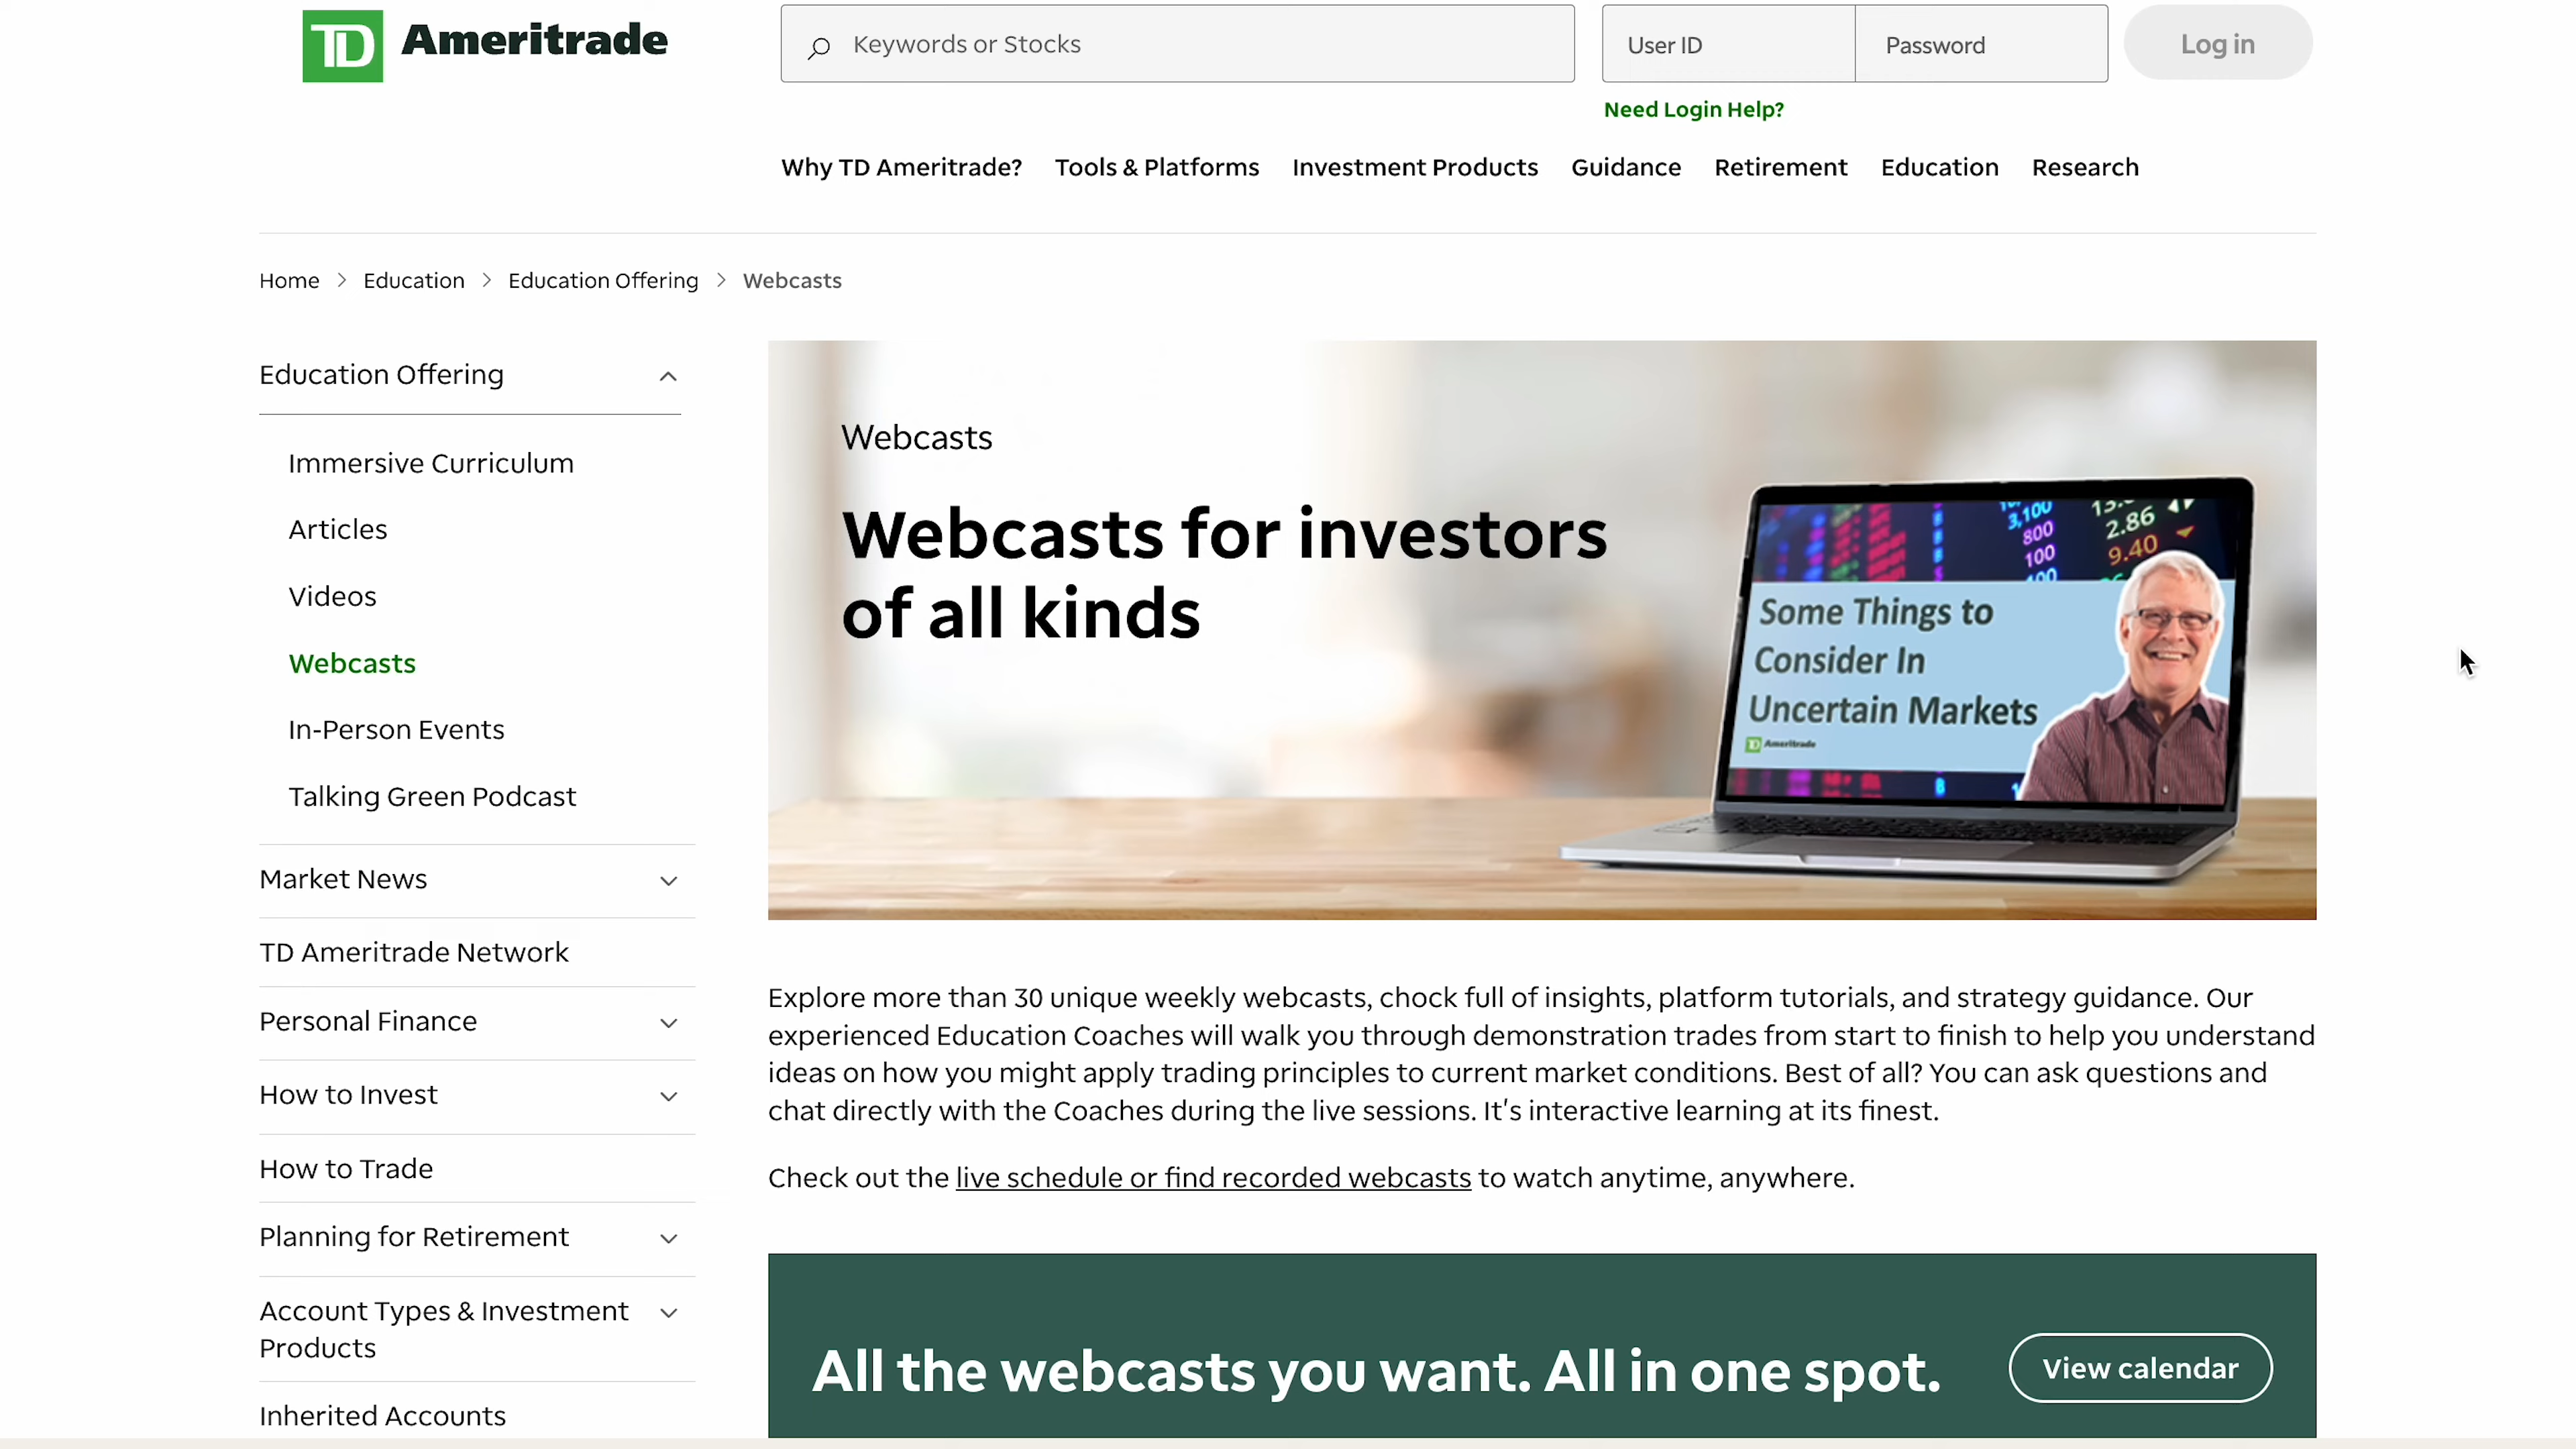 TD Ameritrade
Keywords or Stocks
User ID
Password
Log in
Need Login Help?
Why TD Ameritrade?
Tools & Platforms
Investment Products
Guidance
Retirement
Education
Research
Home > Education > Education Offering > Webcasts
Education Offering
Immersive Curriculum
Articles
Videos
Webcasts
In-Person Events
Talking Green Podcast
Market News
TD Ameritrade Network
Personal Finance
How to Invest
How to Trade
Planning for Retirement
Account Types & Investment
Products
Inherited Accounts
Webcasts
Webcasts for investors
of all kinds
3,100
800
100
2.86
9.40
Some Things to
Consider In
Uncertain Markets
TD Ameritrade
Explore more than 30 unique weekly webcasts, chock full of insights, platform tutorials, and strategy guidance. Our
experienced Education Coaches will walk you through demonstration trades from start to finish to help you understand
ideas on how you might apply trading principles to current market conditions. Best of all? You can ask questions and
chat directly with the Coaches during the live sessions. It's interactive learning at its finest.
Check out the live schedule or find recorded webcasts to watch anytime, anywhere.
All the webcasts you want. All in one spot.
View calendar